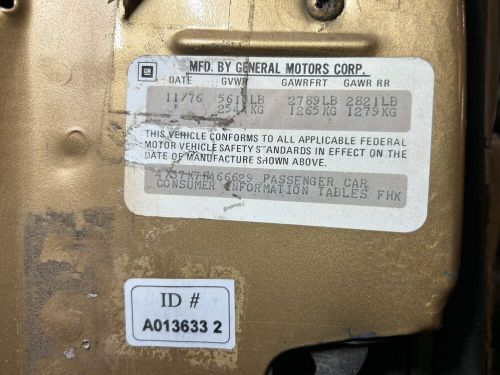 GM
MFD. BY GENERAL MOTORS CORP.
DATE GVWR GAWRFRT GAWR RR
11/76 5610LB 2789LB 2821LB
KG 1265KG 1279KG
THIS VEHICLE CONFORMS TO ALL APPLICABLE FEDERAL
MOTOR VEHICLE SAFETY STANDARDS IN EFFECT ON THE
DATE OF MANUFACTURE SHOWN ABOVE.
PASSENGER CAR
CONSUMER INFORMATION TABLES FHK
ID #
A013633 2